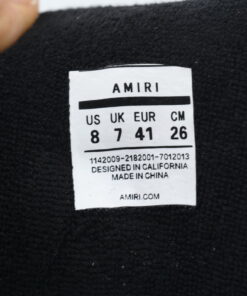 AMIRI
US UK EUR CM
8 7 41 26
1142009-2182001-7012013
DESIGNED IN CALIFORNIA
MADE IN CHINA
AMIRI.COM